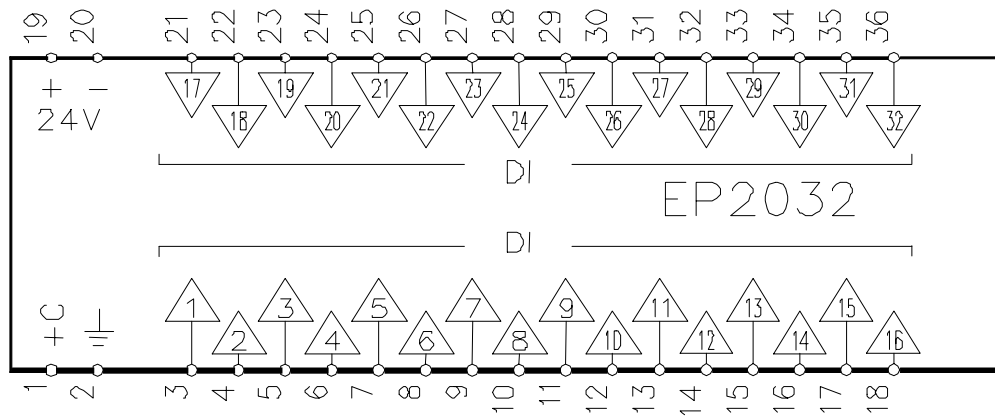 19 20 21 22 23 24 25 26 27 28 29 30 31 32 33 34 35 36
+ -
24V
17 19 21 23 25 27 29 31
18 20 22 24 26 28 30 32
DI
EP2032
DI
1 3 5 7 9 11 13 15
+C
2 4 6 8 10 12 14 16
1 2 3 4 5 6 7 8 9 10 11 12 13 14 15 16 17 18